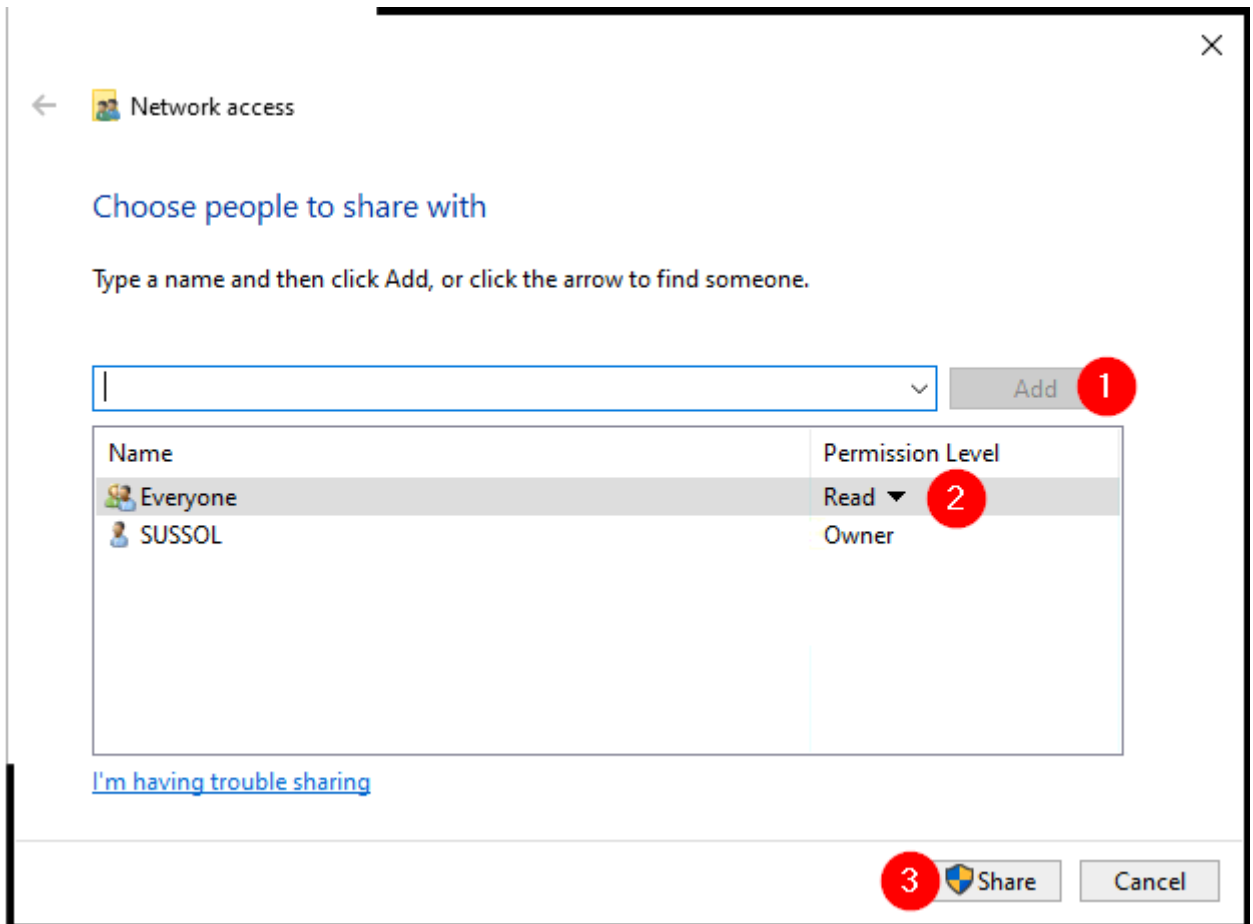 Network access
Choose people to share with
Type a name and then click Add, or click the arrow to find someone.
Add 1
Name Permission Level
Everyone Read 2
SUSSOL Owner
I'm having trouble sharing
3 Share Cancel